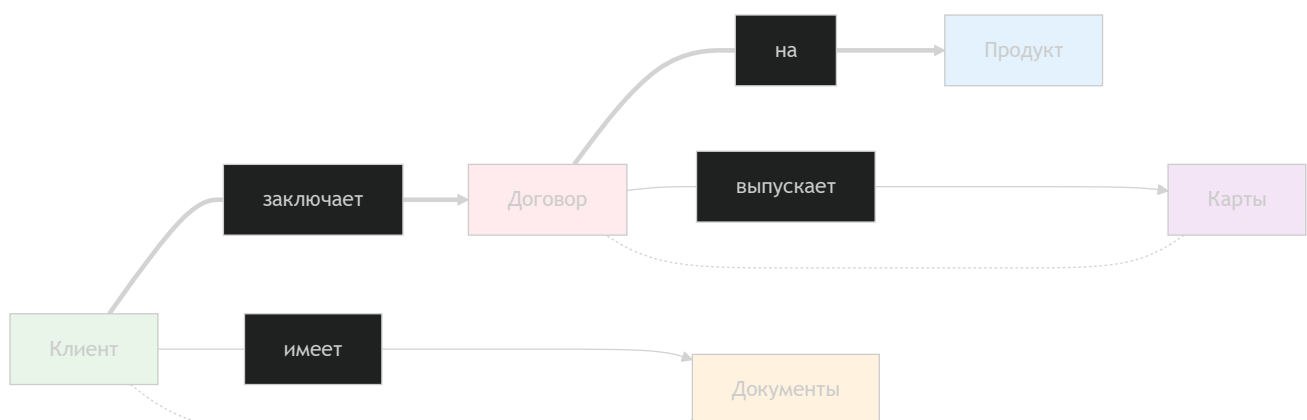 на
Продукт
заключает
Договор
выпускает
Карты
Клиент
имеет
Документы